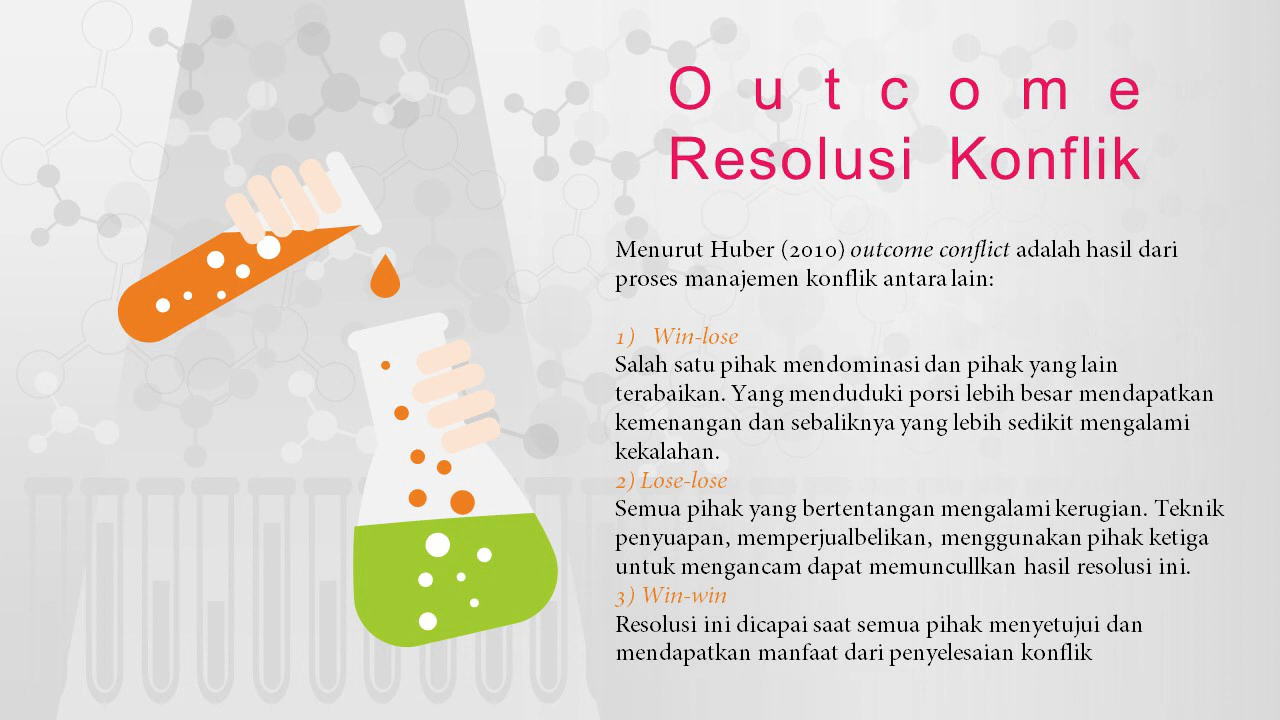 Outcome
Resolusi Konflik
Menurut Huber (2010) outcome conflict adalah hasil dari
proses manajemen konflik antara lain:
1) Win-lose
Salah satu pihak mendominasi dan pihak yang lain
terabaikan. Yang menduduki porsi lebih besar mendapatkan
kemenangan dan sebaliknya yang lebih sedikit mengalami
kekalahan.
2) Lose-lose
Semua pihak yang bertentangan mengalami kerugian. Teknik
penyuapan, memperjualbelikan, menggunakan pihak ketiga
untuk mengancam dapat memuncullkan hasil resolusi ini.
3) Win-win
Resolusi ini dicapai saat semua pihak menyetujui dan
mendapatkan manfaat dari penyelesaian konflik